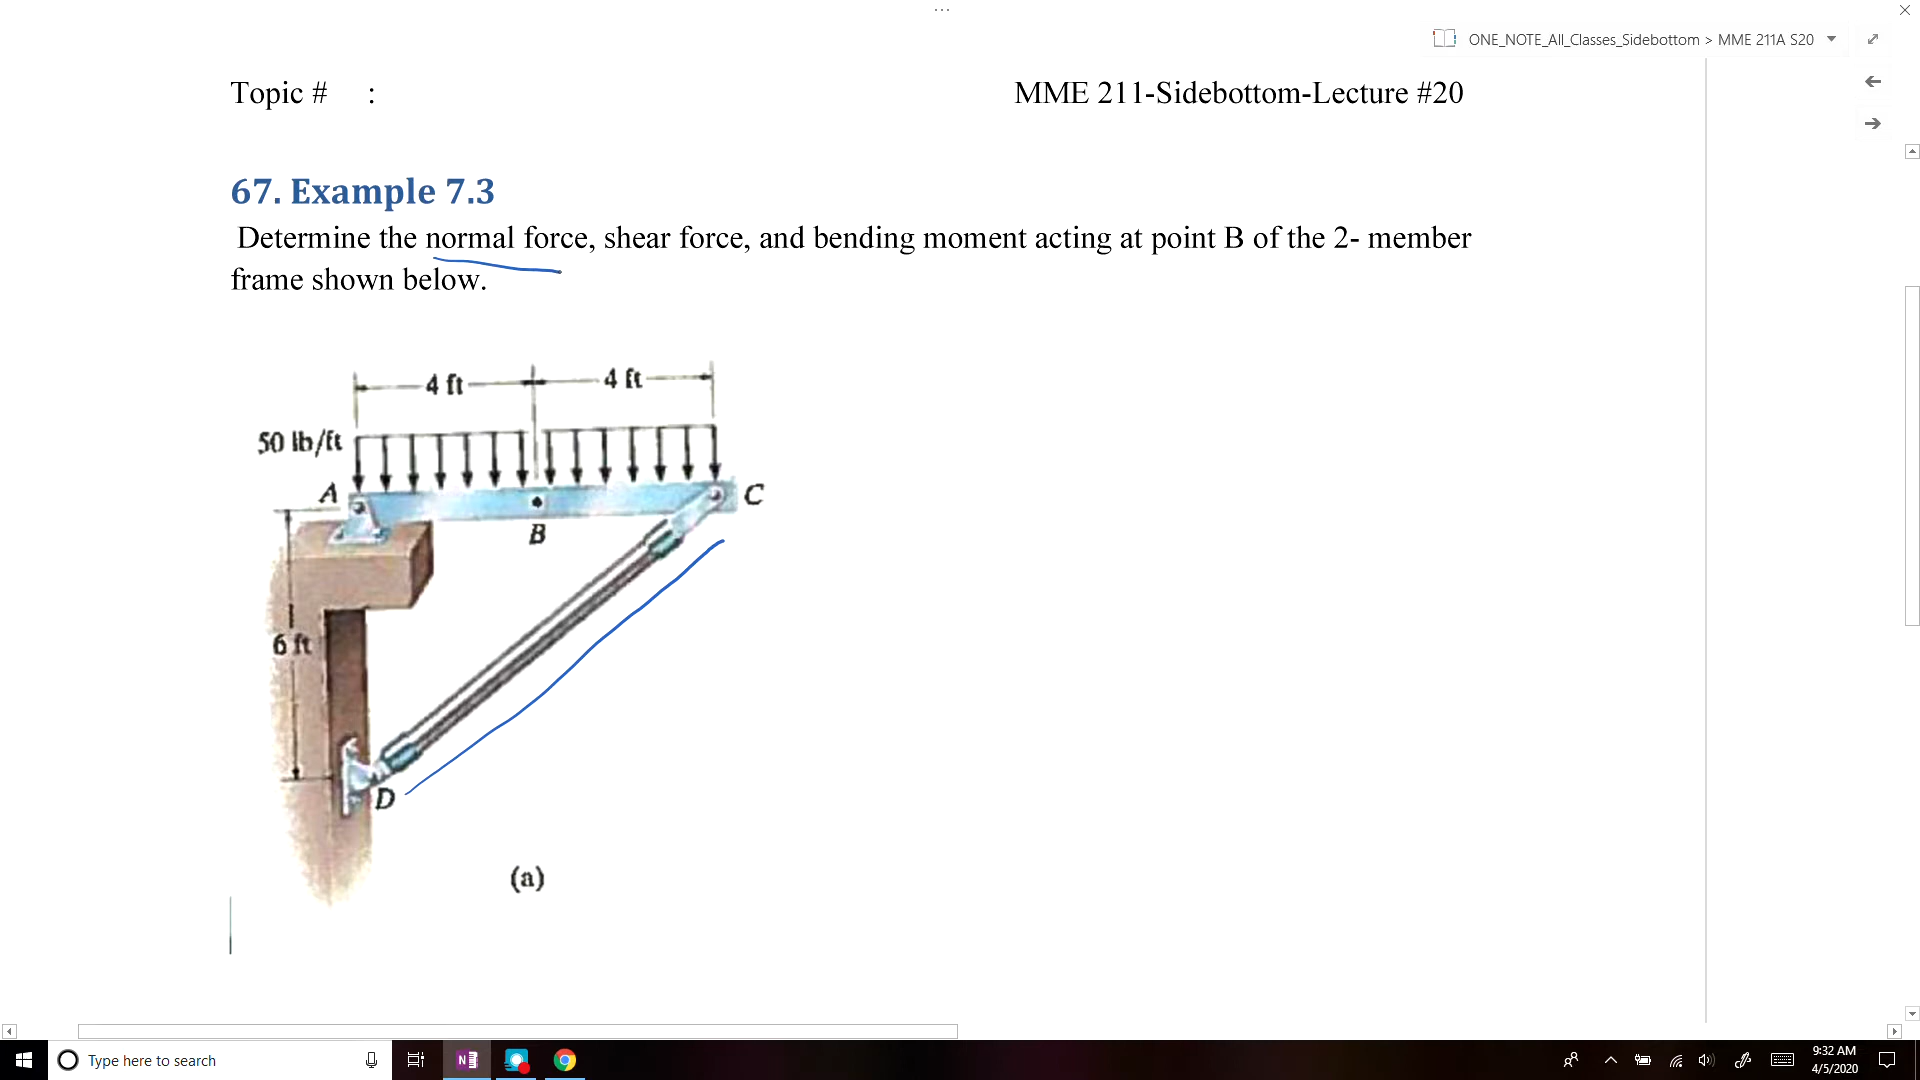 ...
ONE_NOTE_All_Classes_Sidebottom > MME 211A S20
Topic # :
MME 211-Sidebottom-Lecture #20
67. Example 7.3
Determine the normal force, shear force, and bending moment acting at point B of the 2- member
frame shown below.
4 ft
4 ft
50 lb/ft
A
C
B
6 ft
D
(a)
Type here to search
9:32 AM
4/5/2020